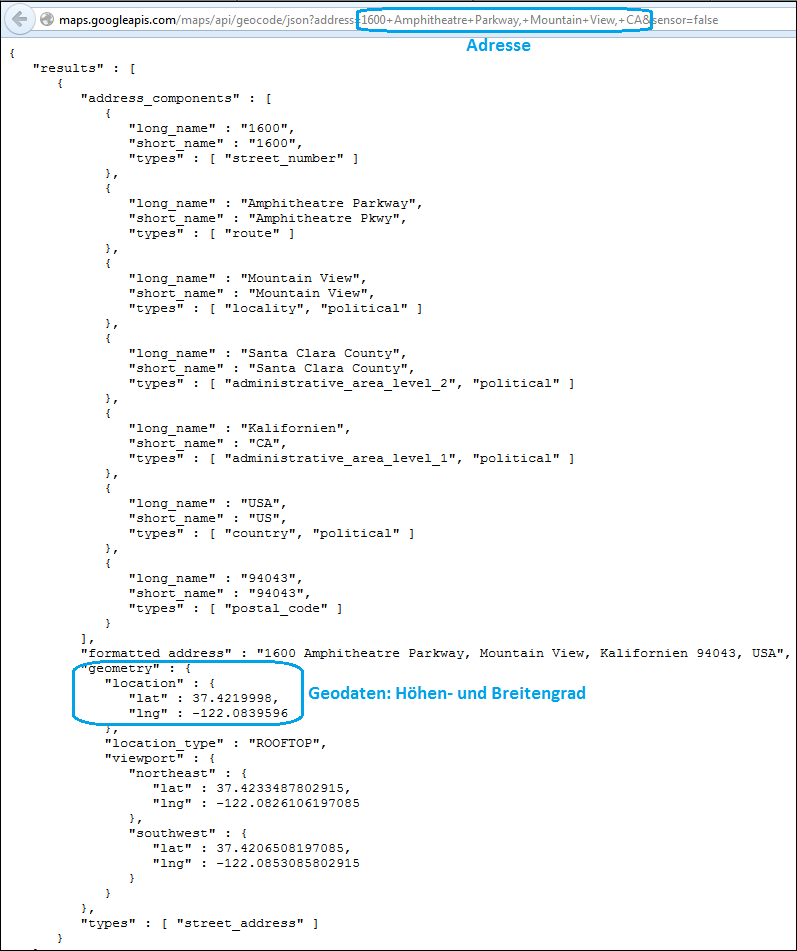 maps.googleapis.com/maps/api/geocode/json?address=1600+Amphitheatre+Parkway,+Mountain+View,+CA&sensor=false
Adresse
{
"results" : [
{
"address_components" : [
{
"long_name" : "1600",
"short_name" : "1600",
"types" : [ "street_number" ]
},
{
"long_name" : "Amphitheatre Parkway",
"short_name" : "Amphitheatre Pkwy",
"types" : [ "route" ]
},
{
"long_name" : "Mountain View",
"short_name" : "Mountain View",
"types" : [ "locality", "political" ]
},
{
"long_name" : "Santa Clara County",
"short_name" : "Santa Clara County",
"types" : [ "administrative_area_level_2", "political" ]
},
{
"long_name" : "Kalifornien",
"short_name" : "CA",
"types" : [ "administrative_area_level_1", "political" ]
},
{
"long_name" : "USA",
"short_name" : "US",
"types" : [ "country", "political" ]
},
{
"long_name" : "94043",
"short_name" : "94043",
"types" : [ "postal_code" ]
}
],
"formatted_address" : "1600 Amphitheatre Parkway, Mountain View, Kalifornien 94043, USA",
"geometry" : {
"location" : {
"lat" : 37.4219998,
Geodaten: Höhen- und Breitengrad
"lng" : -122.0839596
},
"location_type" : "ROOFTOP",
"viewport" : {
"northeast" : {
"lat" : 37.4233487802915,
"lng" : -122.0826106197085
},
"southwest" : {
"lat" : 37.4206508197085,
"lng" : -122.0853085802915
}
}
},
"types" : [ "street_address" ]
}